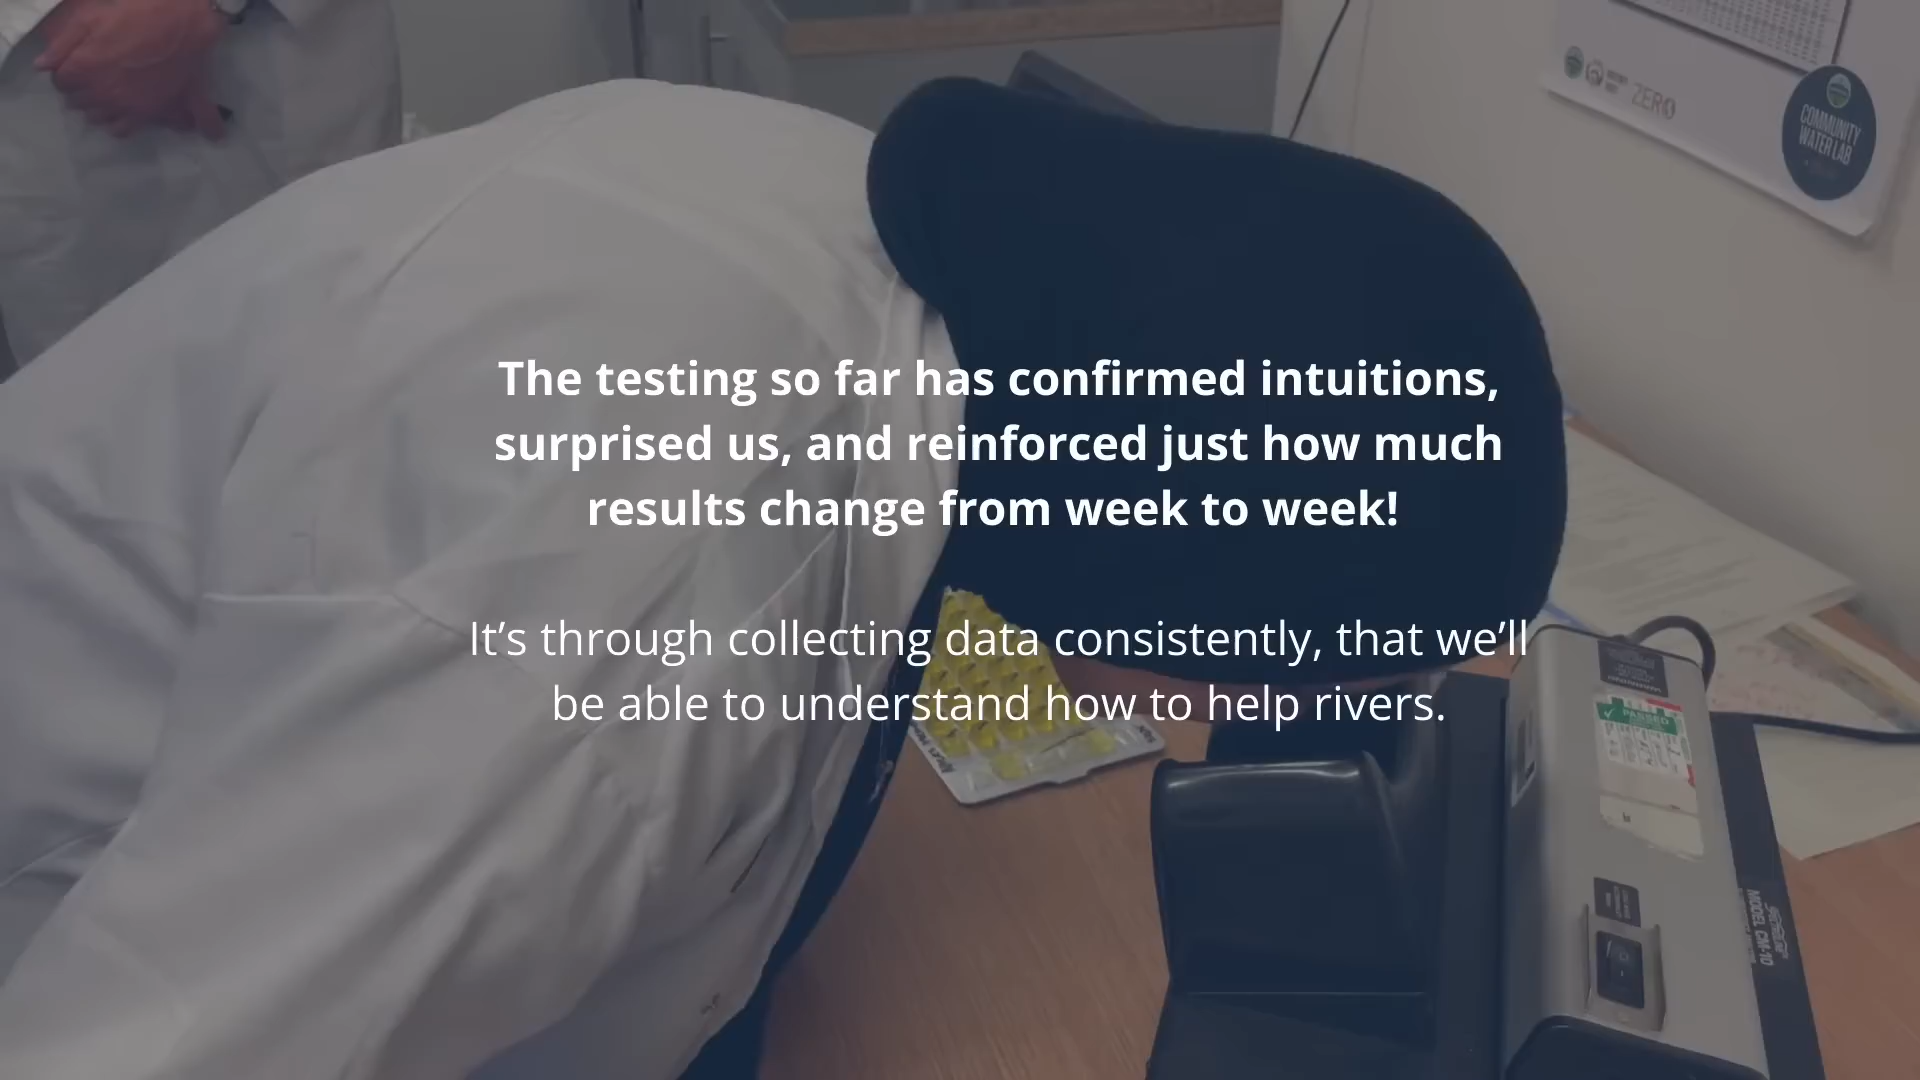 ZERO
COMMUNITY
WATER LAB
The testing so far has confirmed intuitions,
surprised us, and reinforced just how much
results change from week to week!
It’s through collecting data consistently, that we’ll
be able to understand how to help rivers.
PASSED
MODEL CM-10